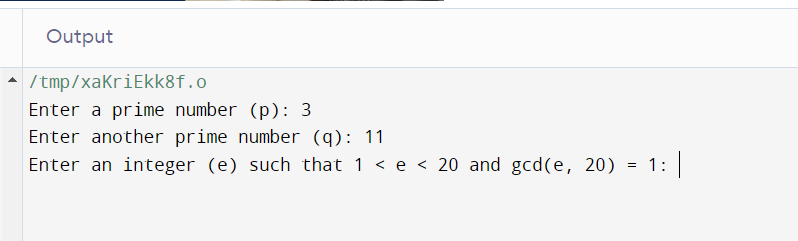 Output
/tmp/xaKriEkk8f.o
Enter a prime number (p): 3
Enter another prime number (q): 11
Enter an integer (e) such that 1 < e < 20 and gcd(e, 20) = 1: